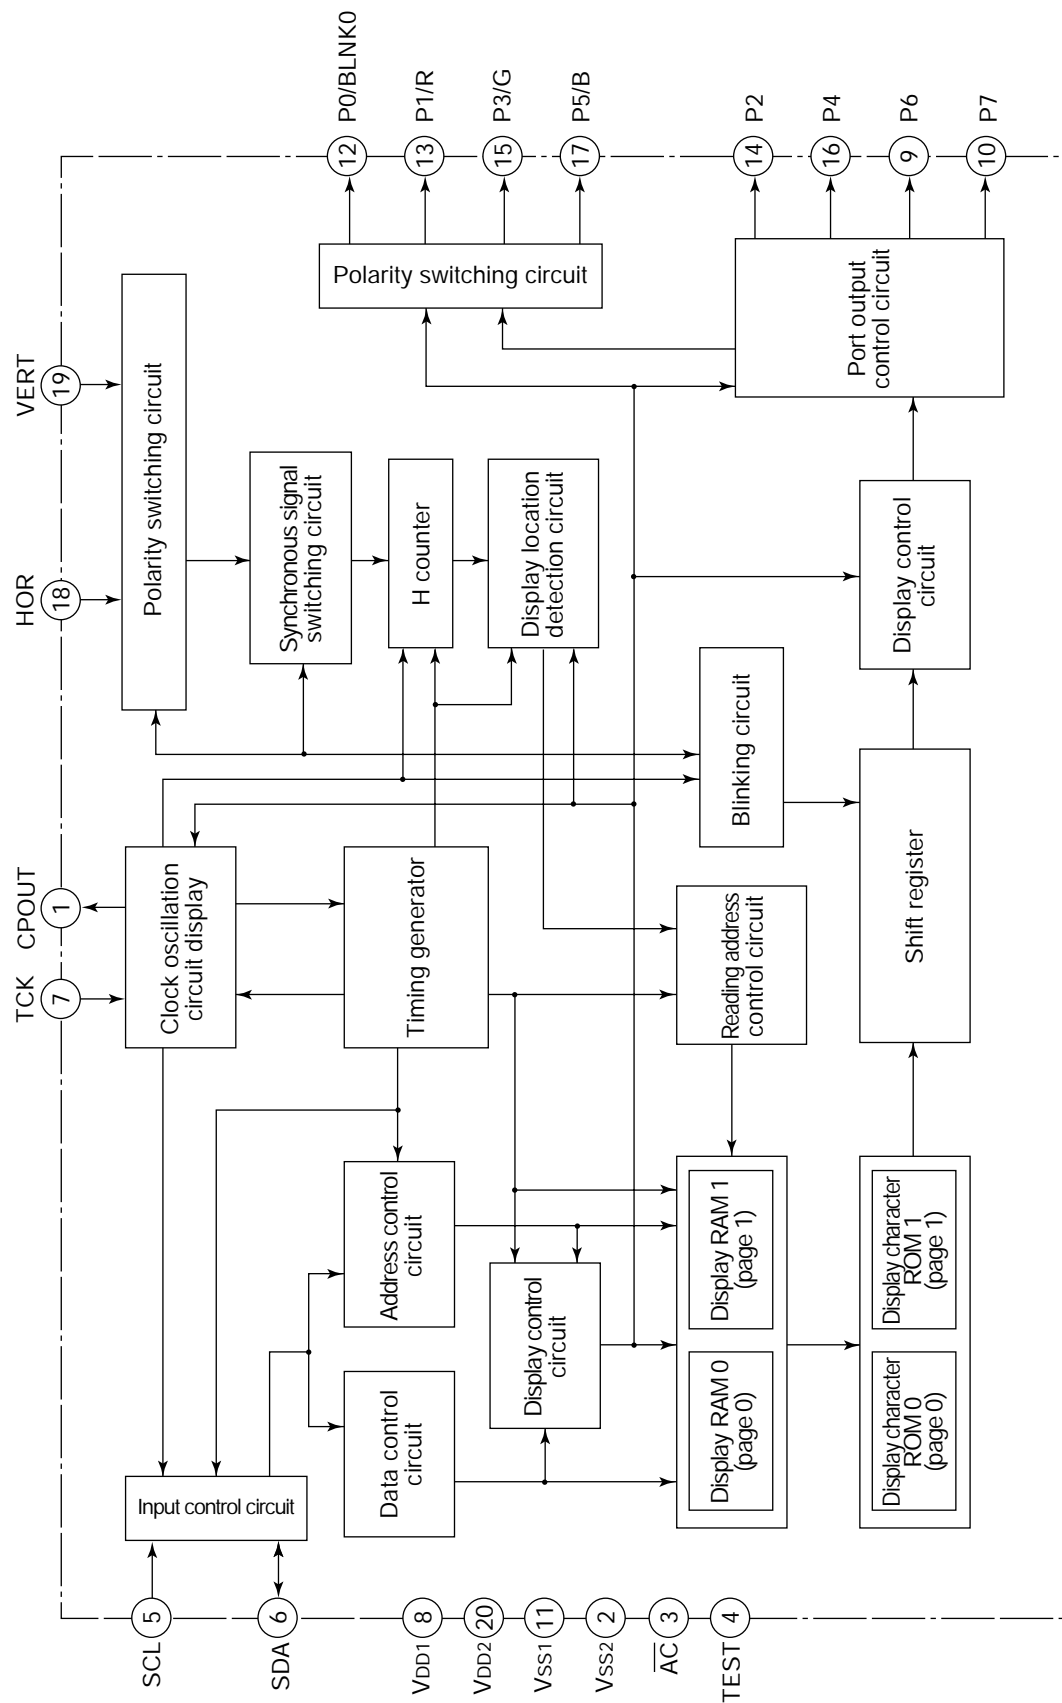 TCK
7
CPOUT
1
HOR
18
VERT
19
SCL
5
SDA
6
VDD1
8
VDD2
20
VSS1
11
VSS2
2
AC
3
TEST
4
Input control circuit
Clock oscillation
circuit display
Polarity switching circuit
Data control
circuit
Address control
circuit
Timing generator
Synchronous signal
switching circuit
H counter
Display location
detection circuit
Polarity switching circuit
12
P0/BLNK0
13
P1/R
15
P3/G
17
P5/B
Display control
circuit
Display RAM 0
(page 0)
Display RAM 1
(page 1)
Reading address
control circuit
Blinking circuit
Display character
ROM 0
(page 0)
Display character
ROM 1
(page 1)
Shift register
Display control
circuit
Port output
control circuit
14
P2
16
P4
9
P6
10
P7